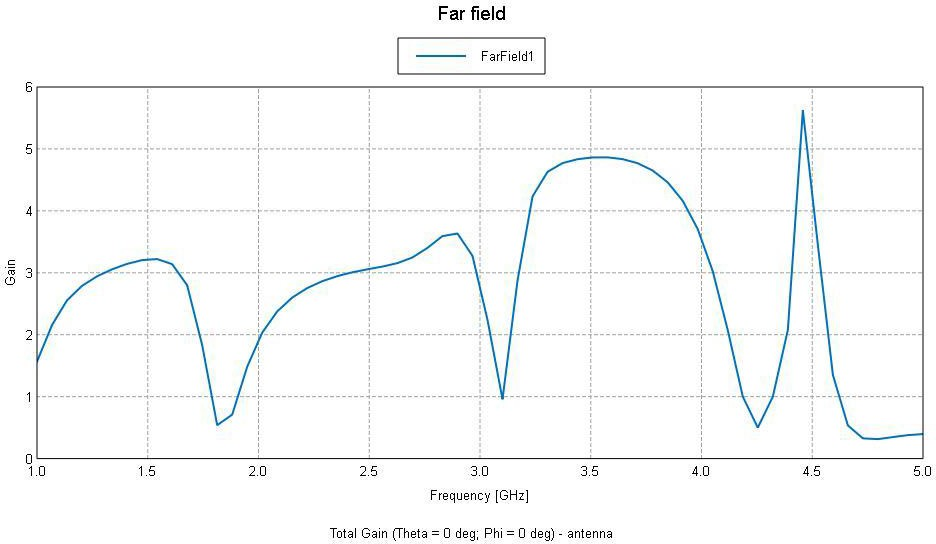 Far field
FarField1
6
5
4
3
2
1
0
Gain
1.0 1.5 2.0 2.5 3.0 3.5 4.0 4.5 5.0
Frequency [GHz]
Total Gain (Theta = 0 deg; Phi = 0 deg) - antenna